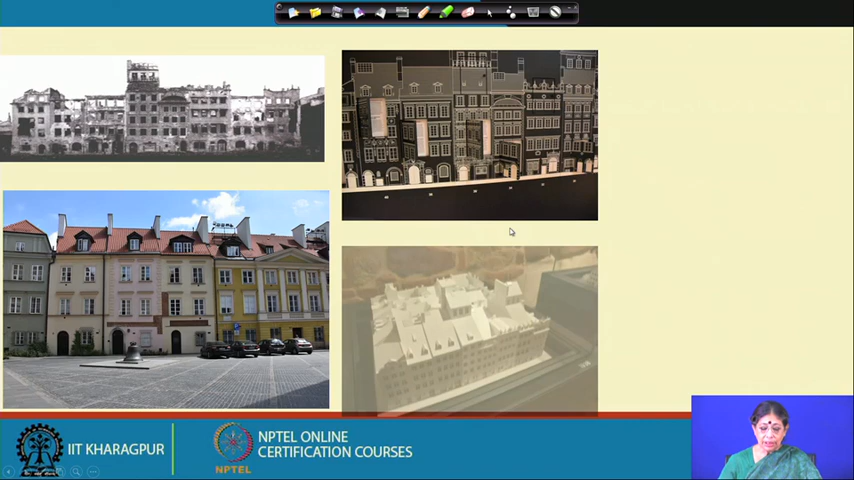 IIT KHARAGPUR
NPTEL
NPTEL ONLINE
CERTIFICATION COURSES